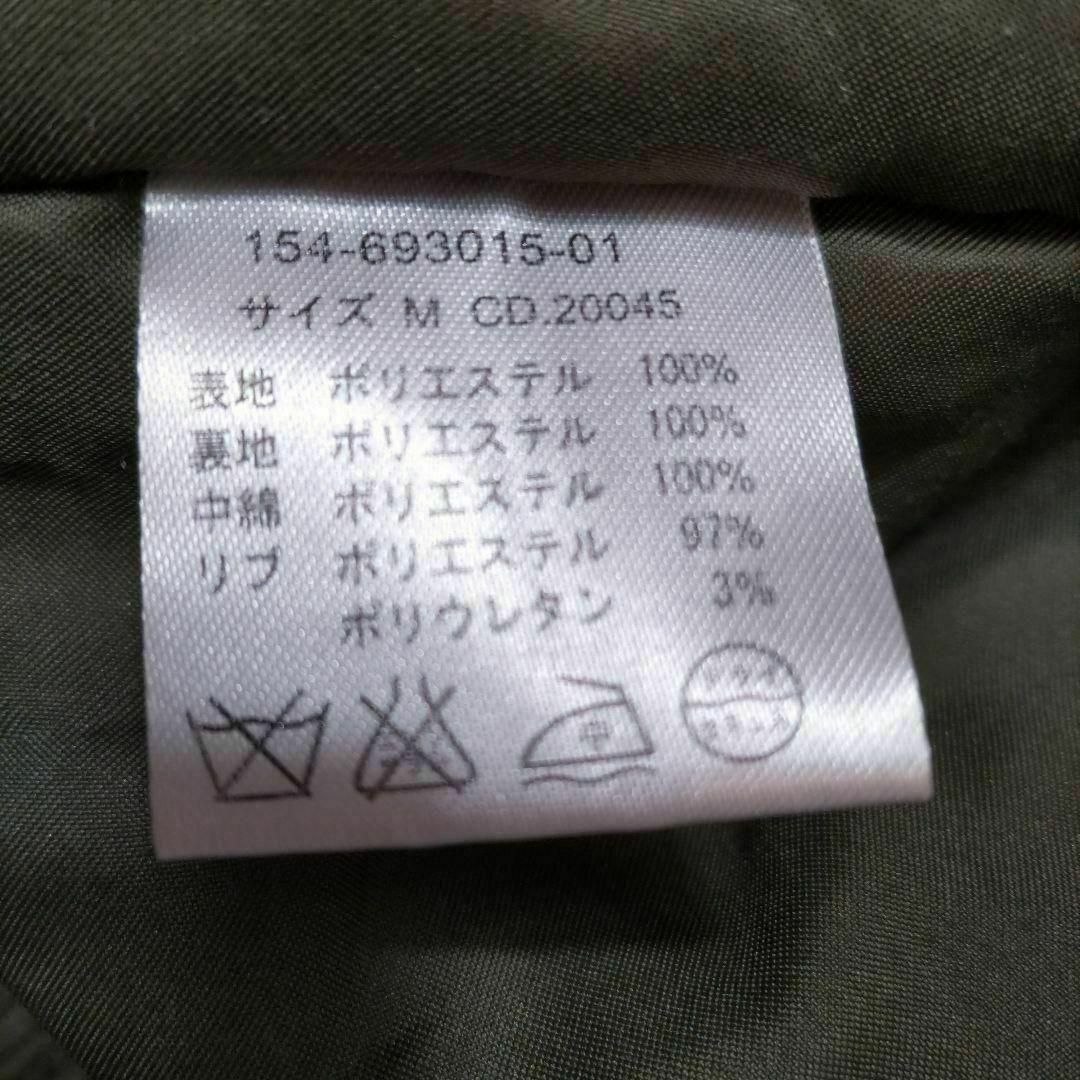 154-693015-01
サイズ M CD.20045
表地 ポリエステル 100%
裏地 ポリエステル 100%
中綿 ポリエステル 100%
リブ ポリエステル 97%
ポリウレタン 3%
中